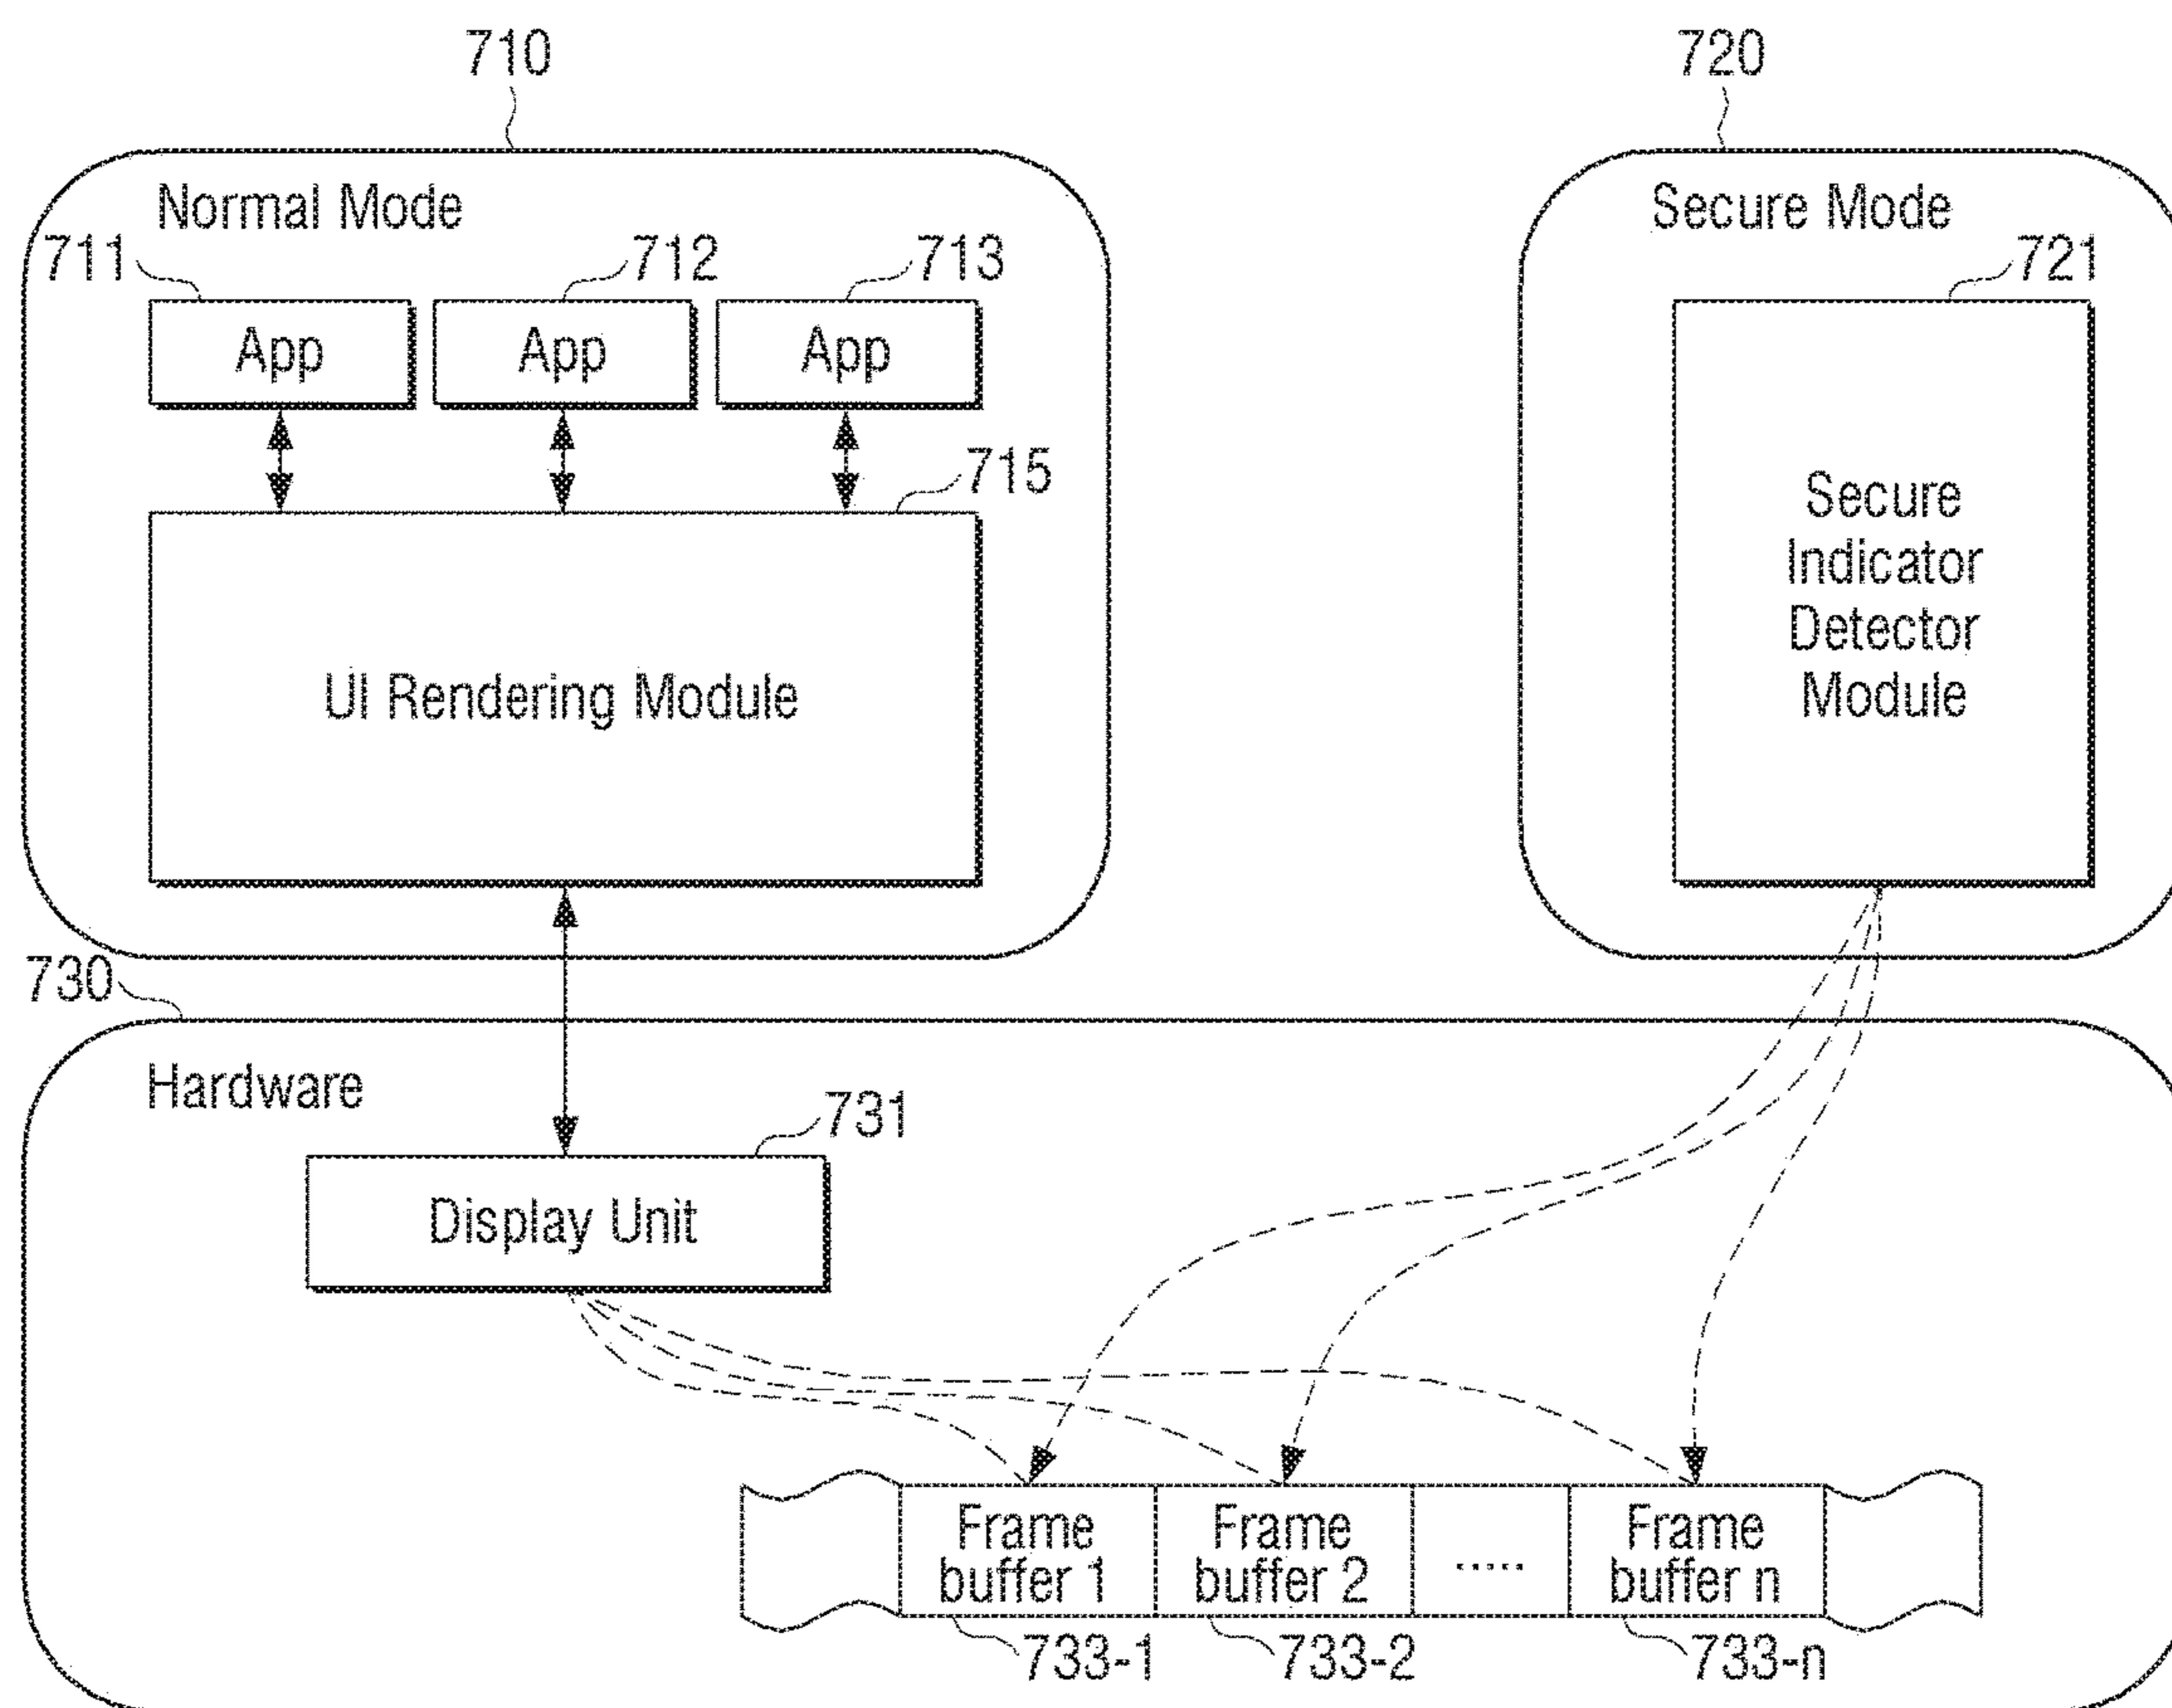 710
720
Normal Mode
Secure Mode
711
712
713
721
App
App
App
715
Secure
Indicator
Detector
Module
UI Rendering Module
730
Hardware
731
Display Unit
Frame
buffer 1
Frame
buffer 2
.....
Frame
buffer n
733-1
733-2
733-n